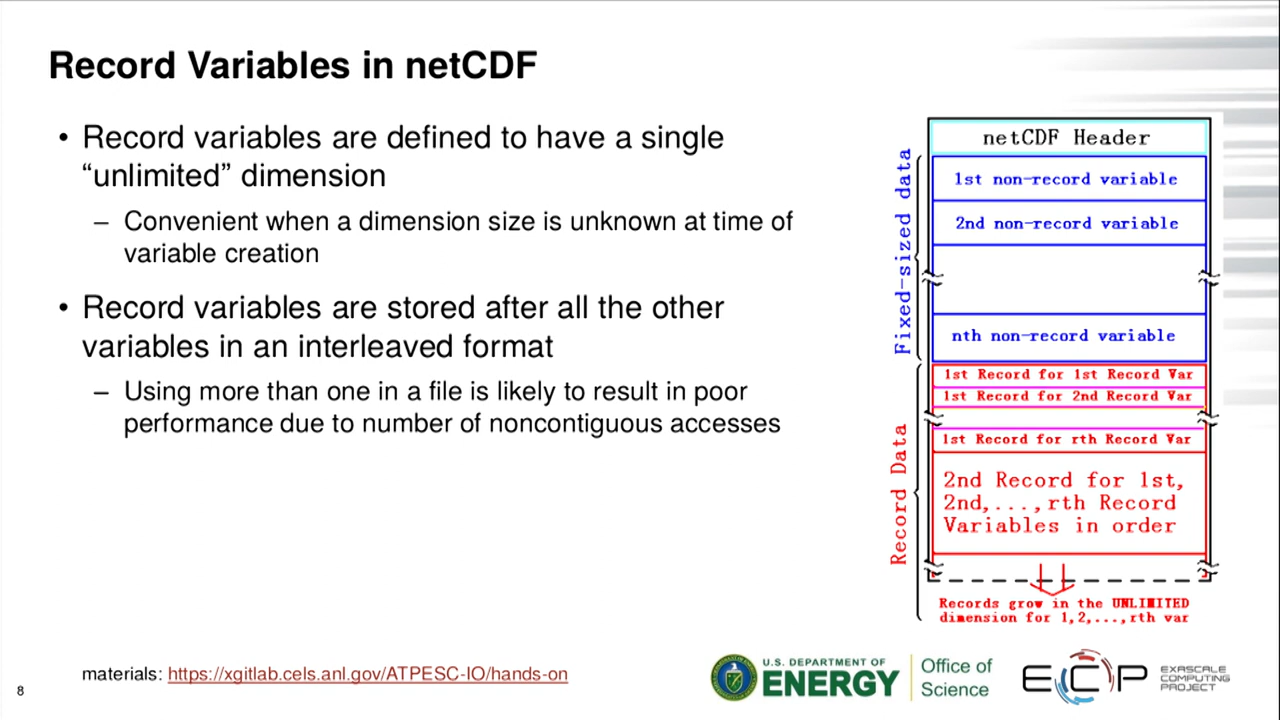 Record Variables in netCDF
• Record variables are defined to have a single
“unlimited” dimension
– Convenient when a dimension size is unknown at time of
variable creation
• Record variables are stored after all the other
variables in an interleaved format
– Using more than one in a file is likely to result in poor
performance due to number of noncontiguous accesses
netCDF Header
Fixed-sized data
1st non-record variable
2nd non-record variable
nth non-record variable
Record Data
1st Record for 1st Record Var
1st Record for 2nd Record Var
1st Record for rth Record Var
2nd Record for 1st,
2nd,...,rth Record
Variables in order
Records grow in the UNLIMITED
dimension for 1,2,...,rth var
materials: https://xgitlab.cels.anl.gov/ATPESC-IO/hands-on
8
U.S. DEPARTMENT OF
ENERGY
Office of
Science
ECP
EXASCALE
COMPUTING
PROJECT